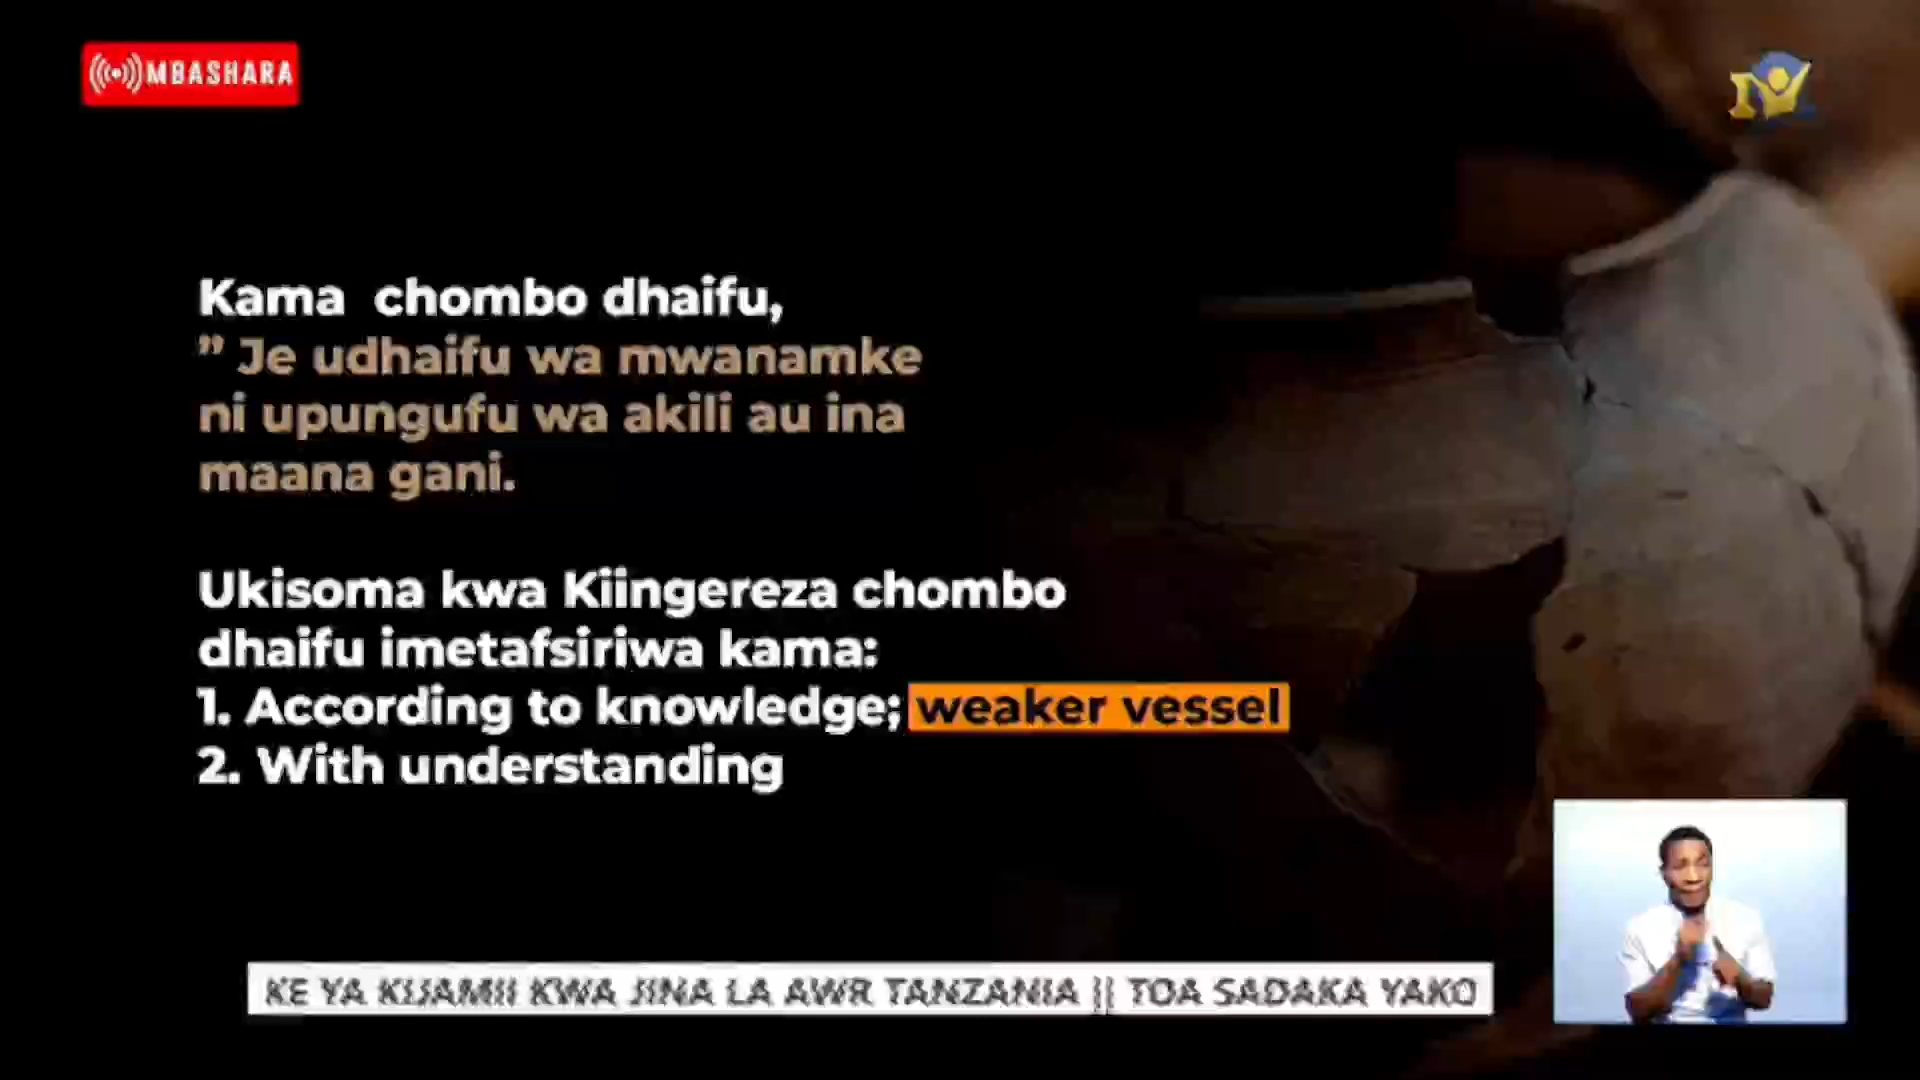 MBASHARA
Kama chombo dhaifu,
” Je udhaifu wa mwanamke
ni upungufu wa akili au ina
maana gani.
Ukisoma kwa Kiingereza chombo
dhaifu imetafsiriwa kama:
1. According to knowledge; weaker vessel
2. With understanding
KE YA KIJAMII KWA JINA LA AWR TANZANIA || TOA SADAKA YAKO